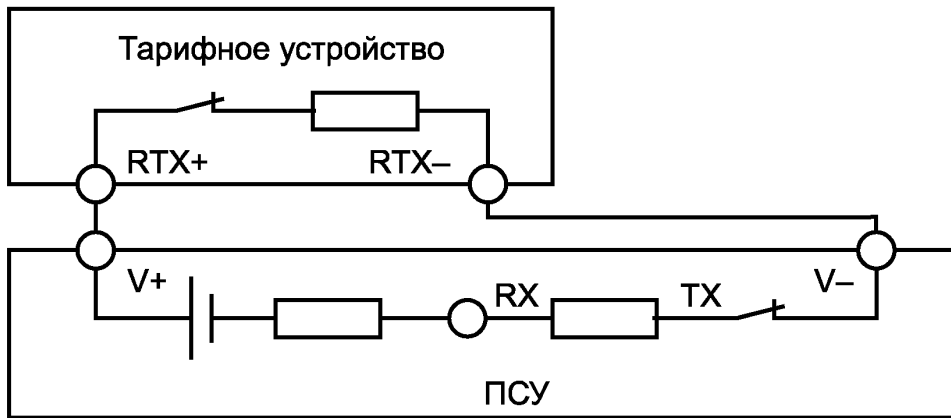 Тарифное устройство
RTX+ RTX–
V+ RX TX V–
ПСУ